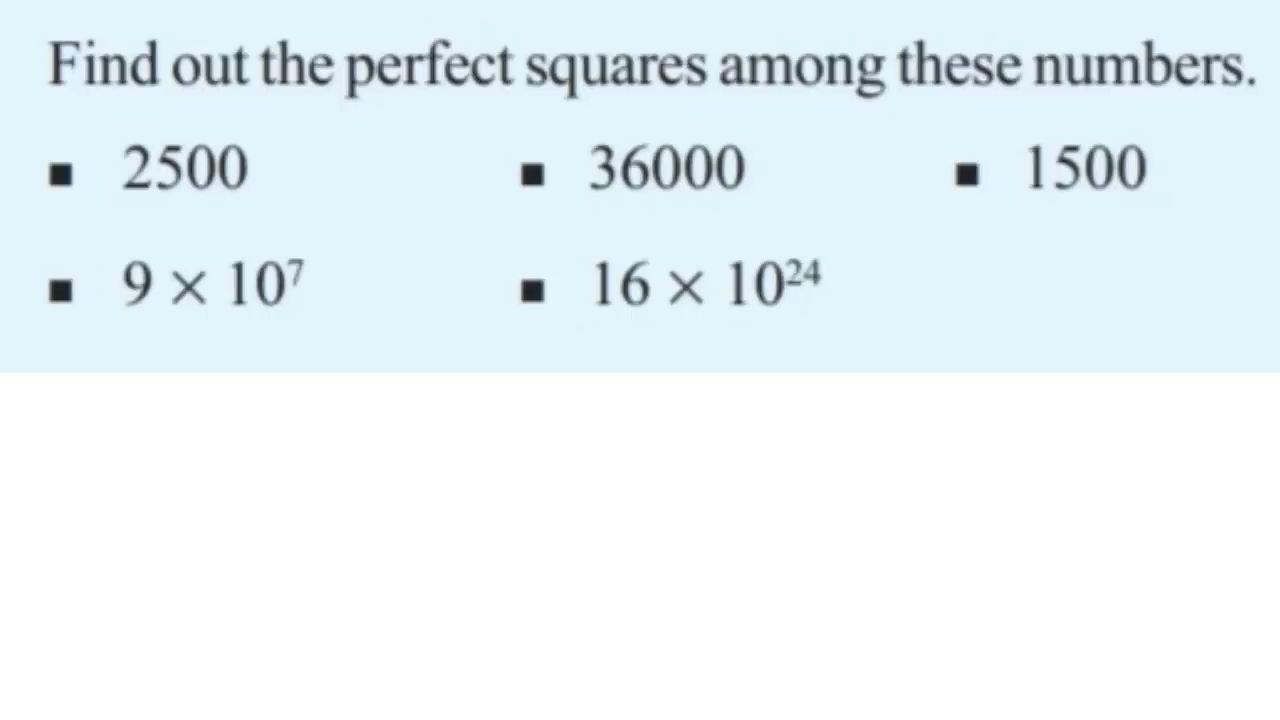 Find out the perfect squares among these numbers.
▪ 2500 ▪ 36000 ▪ 1500
▪ 9 × 10⁷ ▪ 16 × 10²⁴